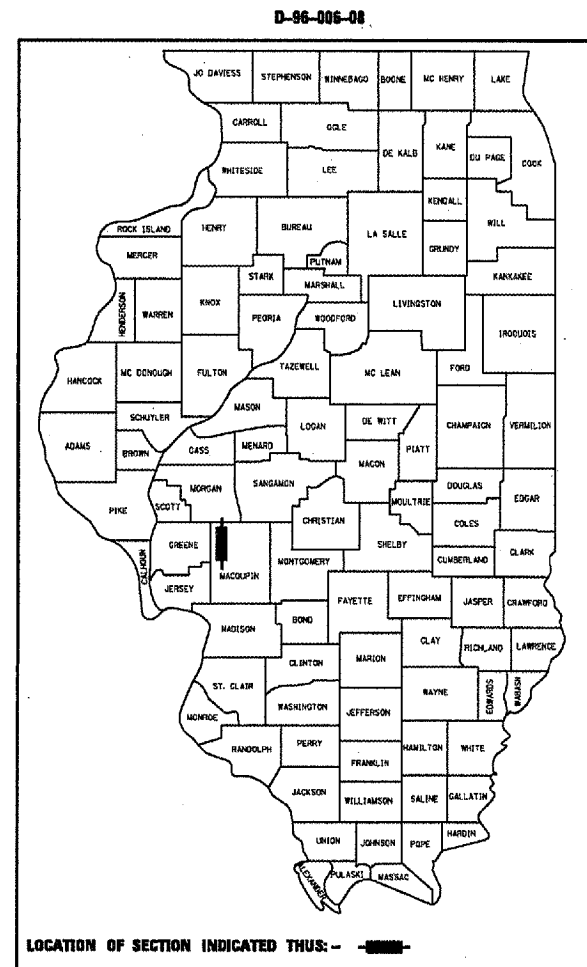 D-96-006-08
JO DAVIESS STEPHENSON WINNEBAGO BOONE MC HENRY LAKE
CARROLL OGLE
DE KALB KANE DU PAGE COOK
WHITESIDE LEE
KENDALL
ROCK ISLAND HENRY BUREAU LA SALLE GRUNDY WILL
MERCER PUTNAM
STARK MARSHALL KANKAKEE
HENDERSON WARREN KNOX PEORIA WOODFORD LIVINGSTON IROQUOIS
HANCOCK MC DONOUGH FULTON TAZEWELL MC LEAN FORD
MASON
SCHUYLER LOGAN DE WITT CHAMPAIGN VERMILION
ADAMS BROWN CASS MENARD PIATT
MACON
MORGAN SANGAMON DOUGLAS
PIKE SCOTT CHRISTIAN MOULTRIE COLES EDGAR
GREENE SHELBY
CALHOUN MACOUPIN MONTGOMERY CUMBERLAND CLARK
JERSEY FAYETTE EFFINGHAM JASPER CRAWFORD
MADISON BOND
CLAY RICHLAND LAWRENCE
CLINTON MARION
ST. CLAIR WAYNE EDWARDS WABASH
WASHINGTON JEFFERSON
MONROE
RANDOLPH PERRY HAMILTON WHITE
FRANKLIN
JACKSON WILLIAMSON SALINE GALLATIN
UNION JOHNSON POPE HARDIN
ALEXANDER PULASKI MASSAC
LOCATION OF SECTION INDICATED THUS:-